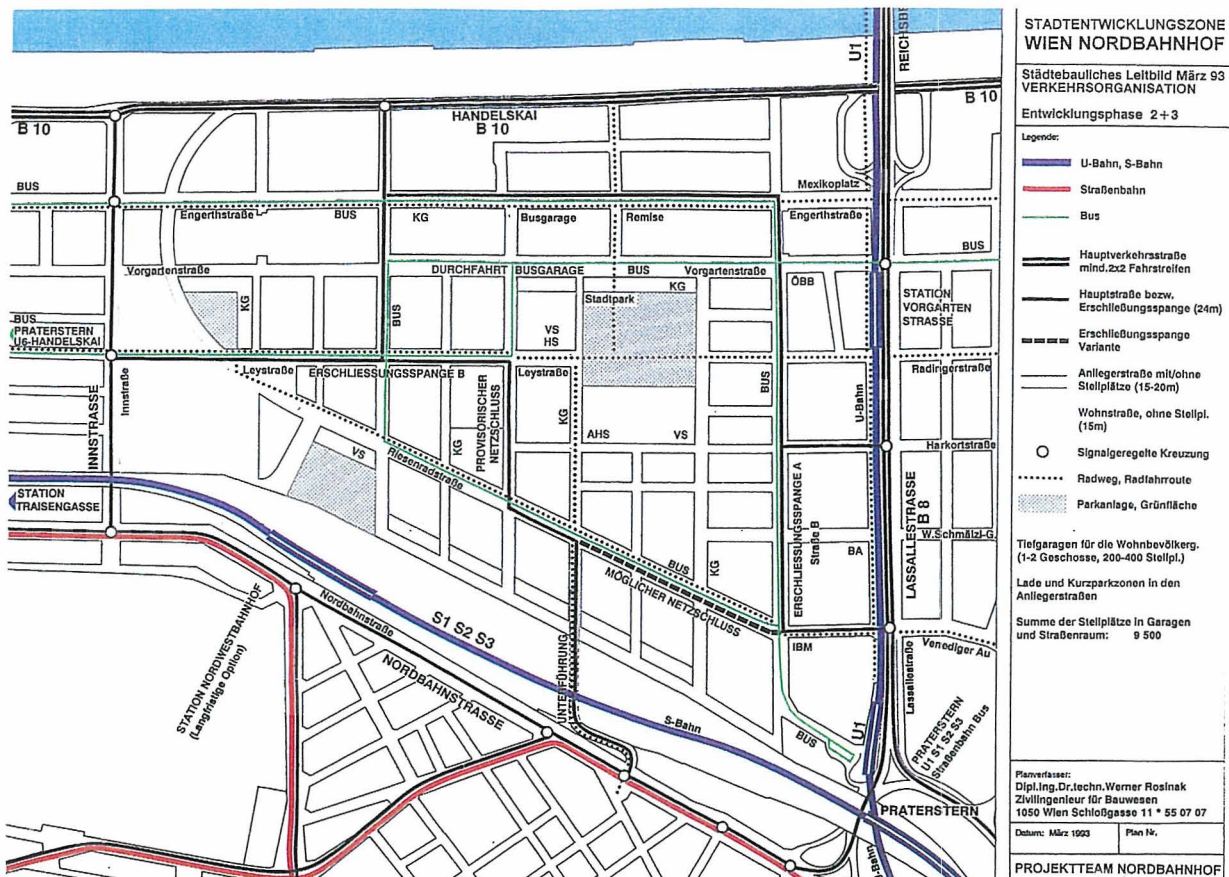 U1
REICHSBR
B 10
HANDELSKAI
B 10
B 10
BUS
Mexikoplatz
Engerthstraße
BUS
KG
Busgarage
Remise
Engerthstraße
BUS
Vorgartenstraße
DURCHFAHRT
BUSGARAGE
BUS
Vorgartenstraße
KG
ÖBB
KG
BUS
Stadtpark
STATION
VORGARTEN
STRASSE
BUS
PRATERSTERN
U6-HANDELSKAI
VS
HS
Leystraße
ERSCHLIESSUNGSSPANGE B
Leystraße
BUS
U-Bahn
Radingerstraße
INNSTRASSE
Innstraße
PROVISORISCHER
NETZSCHLUSS
KG
KG
AHS
VS
Harkortstraße
VS
Riesenradstraße
STATION
TRAISENGASSE
ERSCHLIESSUNGSSPANGE A
Straße B
LASSALLESTRASSE
B 8
W.Schmälzl-G.
BA
BUS
KG
MÖGLICHER NETZSCHLUSS
Nordbahnstraße
S1 S2 S3
STATION NORDWESTBAHNHOF
(Langfristige Option)
NORDBAHNSTRASSE
UNTERFÜHRUNG
IBM
Venediger Au
Lassallestraße
S-Bahn
BUS
U1
PRATERSTERN
U1 S1 S2 S3
Straßenbahn Bus
PRATERSTERN
U-Bahn
STADTENTWICKLUNGSZONE
WIEN NORDBAHNHOF
Städtebauliches Leitbild März 93
VERKEHRSORGANISATION
Entwicklungsphase 2+3
Legende:
U-Bahn, S-Bahn
Straßenbahn
Bus
Hauptverkehrsstraße
mind.2x2 Fahrstreifen
Hauptstraße bezw.
Erschließungsspange (24m)
Erschließungsspange
Variante
Anliegerstraße mit/ohne
Stellplätze (15-20m)
Wohnstraße, ohne Stellpl.
(15m)
Signalgeregelte Kreuzung
Radweg, Radfahrroute
Parkanlage, Grünfläche
Tiefgaragen für die Wohnbevölkerg.
(1-2 Geschosse, 200-400 Stellpl.)
Lade und Kurzparkzonen in den
Anliegerstraßen
Summe der Stellplätze in Garagen
und Straßenraum: 9 500
Planverfasser:
Dipl.Ing.Dr.techn.Werner Rosinak
Zivilingenieur für Bauwesen
1050 Wien Schloßgasse 11 * 55 07 07
Datum: März 1993
Plan Nr.
PROJEKTTEAM NORDBAHNHOF